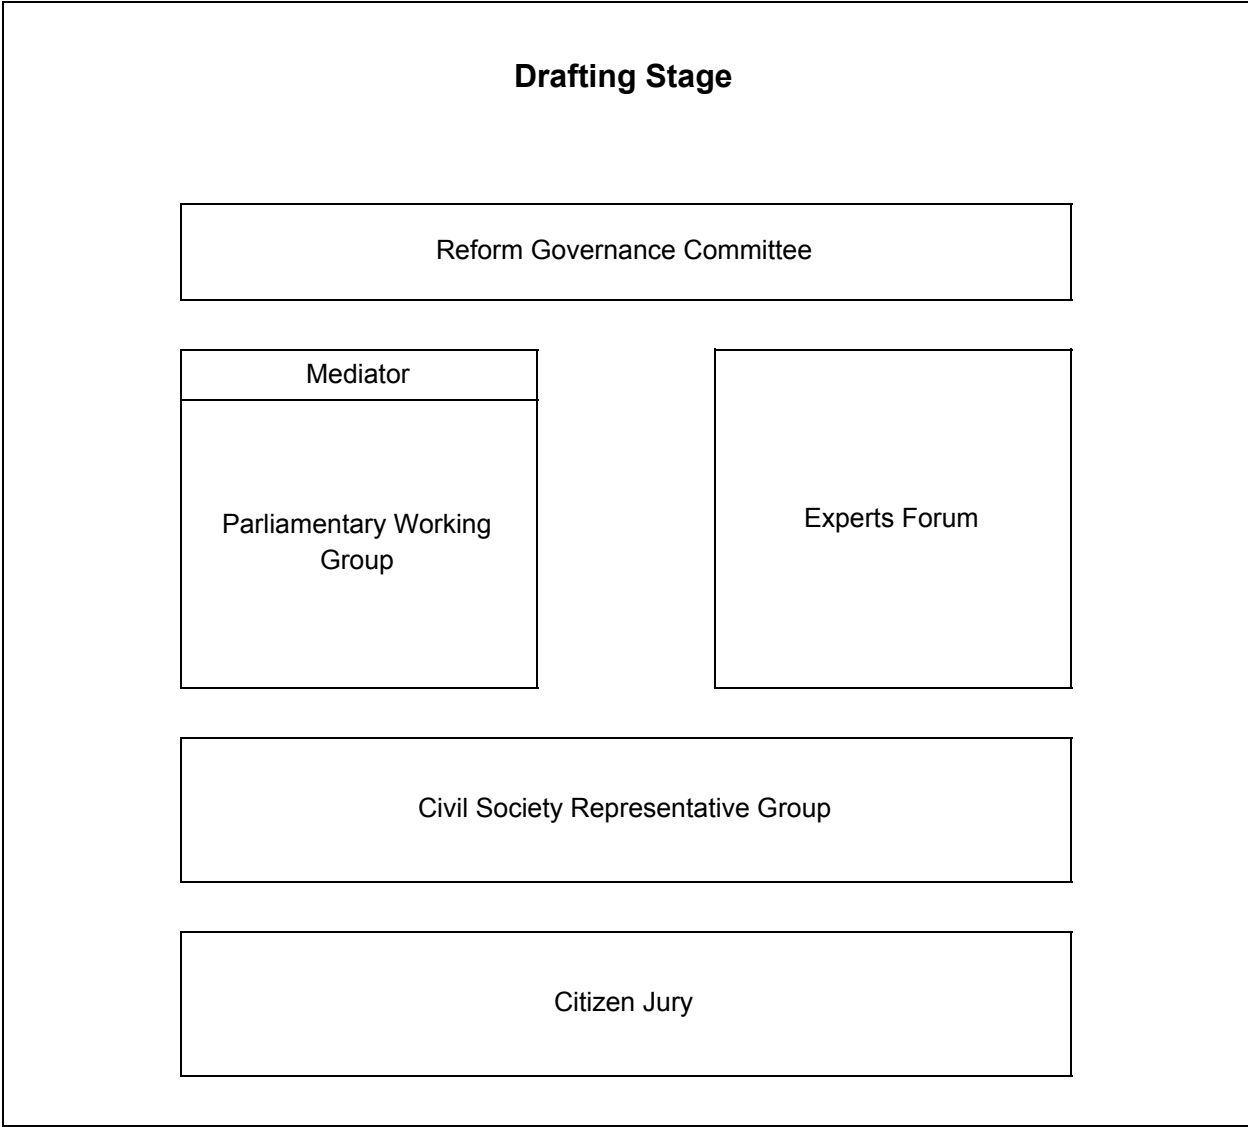 Drafting Stage
Reform Governance Committee
Mediator
Parliamentary Working
Group
Experts Forum
Civil Society Representative Group
Citizen Jury